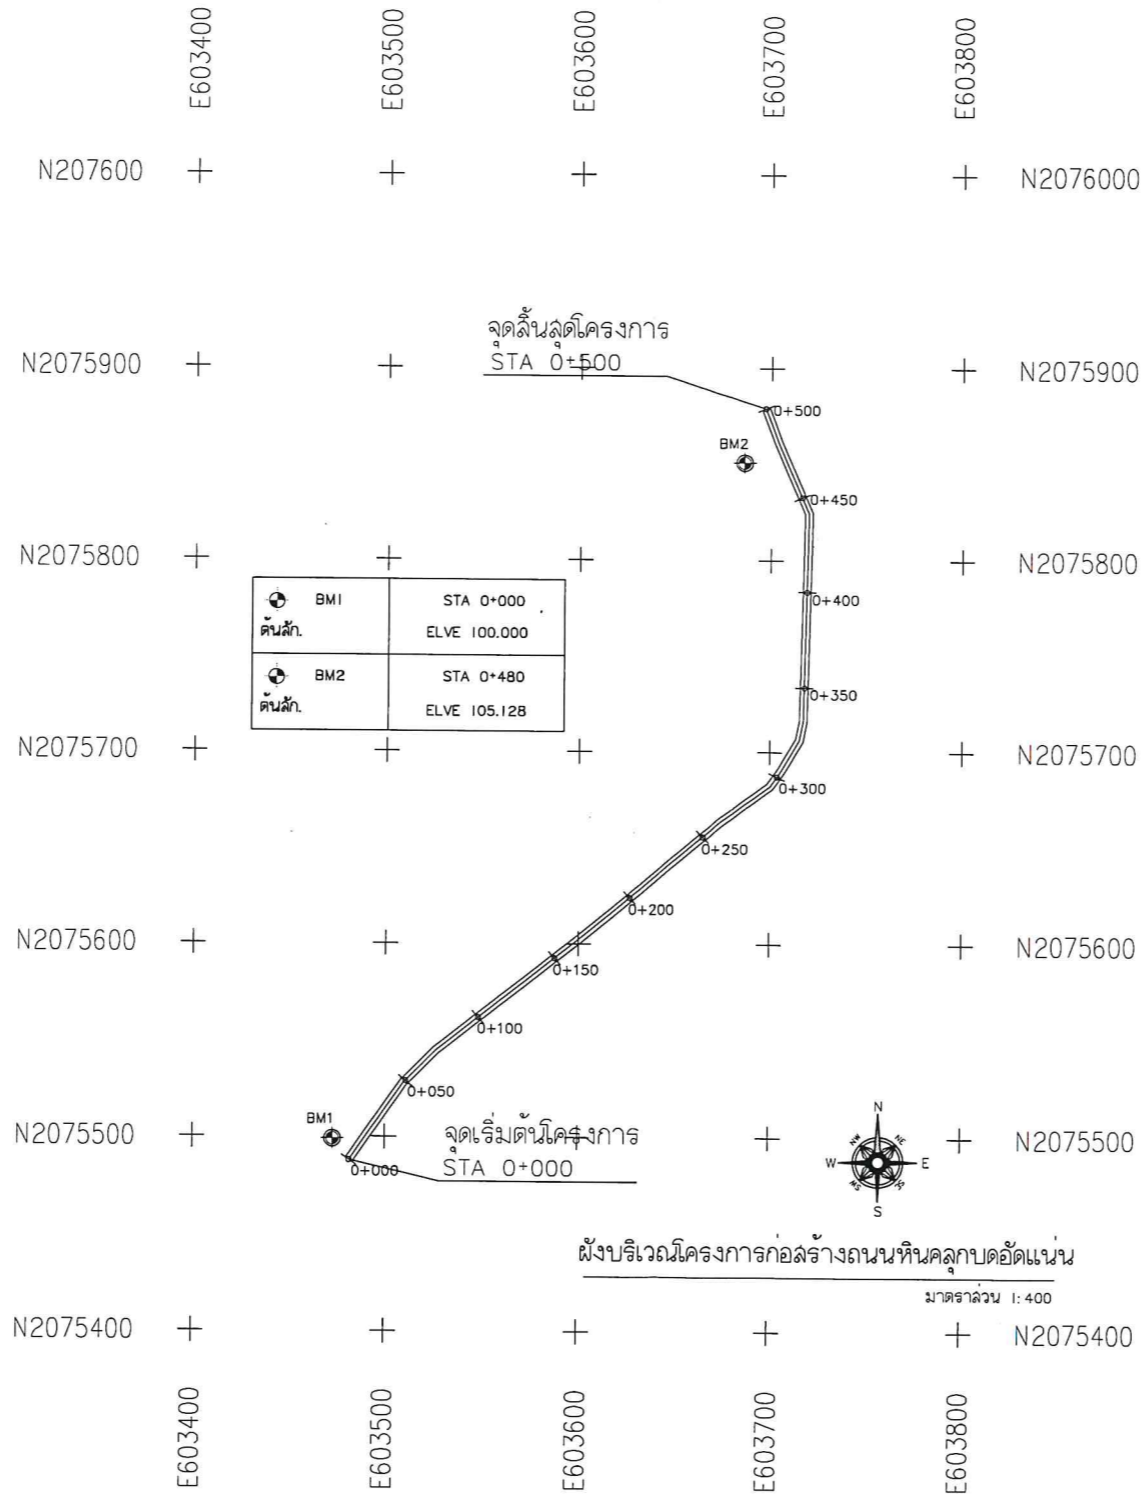 E603400
E603500
E603600
E603700
E603800
N207600
N2076000
จุดสิ้นสุดโครงการ
STA 0+500
N2075900
N2075900
0+500
BM2
0+450
N2075800
N2075800
BM1 STA 0+000
ต้นสัก. ELVE 100.000
BM2 STA 0+480
ต้นสัก. ELVE 105.128
0+400
0+350
N2075700
N2075700
0+300
0+250
0+200
N2075600
N2075600
0+150
0+100
0+050
BM1
N2075500
N2075500
จุดเริ่มต้นโครงการ
STA 0+000
0+000
N
NW NE
W E
WS SE
S
ผังบริเวณโครงการก่อสร้างถนนหินคลุกบดอัดแน่น
มาตราส่วน 1:400
N2075400
N2075400
E603400
E603500
E603600
E603700
E603800